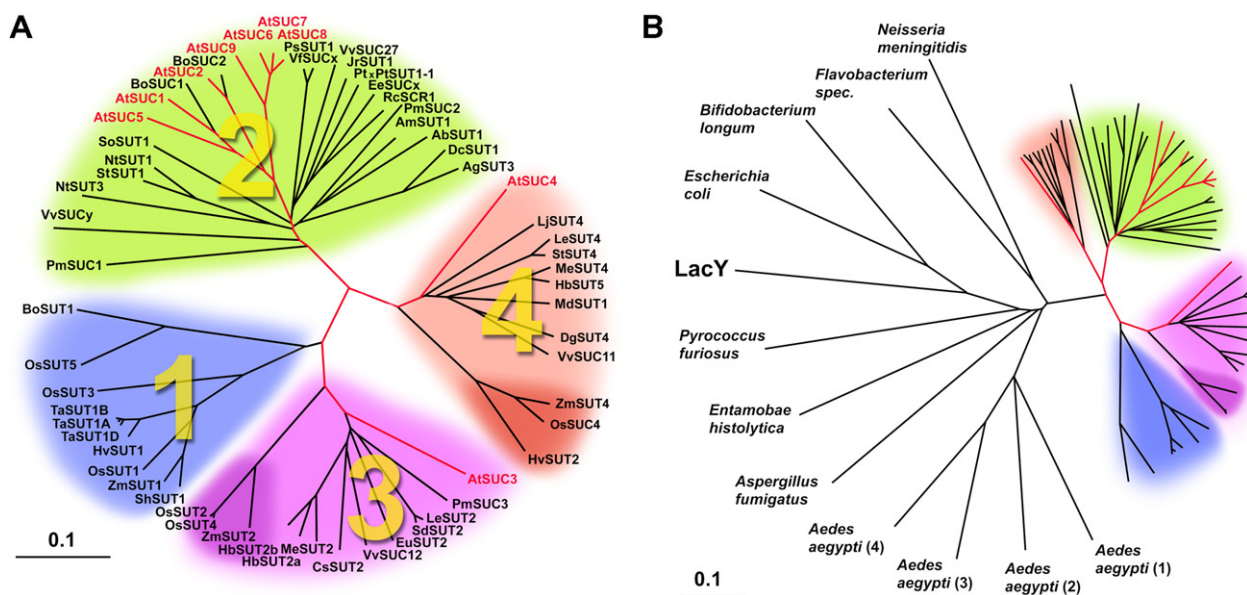 A
AtSUC7
AtSUC6 AtSUC8
AtSUC9
BoSUC2
AtSUC2
BoSUC1
AtSUC1
AtSUC5
PsSUT1
VfSUCx
VvSUC27
JrSUT1
PtxPtSUT1-1
EeSUCx
RcSCR1
PmSUC2
AmSUT1
AbSUT1
DcSUT1
AgSUT3
SoSUT1
NtSUT1
StSUT1
NtSUT3
VvSUCy
PmSUC1
2
AtSUC4
LjSUT4
LeSUT4
StSUT4
MeSUT4
HbSUT5
MdSUT1
DgSUT4
VvSUC11
4
ZmSUT4
OsSUC4
HvSUT2
BoSUT1
OsSUT5
OsSUT3
TaSUT1B
TaSUT1A
TaSUT1D
HvSUT1
OsSUT1
ZmSUT1
ShSUT1
1
OsSUT2
OsSUT4
ZmSUT2
HbSUT2b
HbSUT2a
MeSUT2
CsSUT2
VvSUC12
EuSUT2
SdSUT2
LeSUT2
PmSUC3
AtSUC3
3
0.1
B
Neisseria
meningitidis
Flavobacterium
spec.
Bifidobacterium
longum
Escherichia
coli
LacY
Pyrococcus
furiosus
Entamobae
histolytica
Aspergillus
fumigatus
Aedes
aegypti (4)
Aedes
aegypti (3)
Aedes
aegypti (2)
Aedes
aegypti (1)
0.1